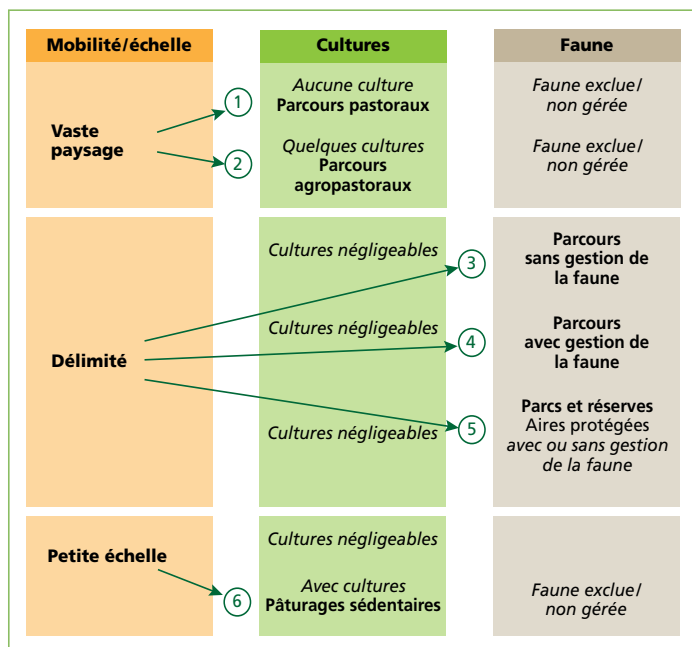 Mobilité/échelle
Cultures
Faune
Vaste
paysage
1
Aucune culture
Parcours pastoraux
Faune exclue/
non gérée
2
Quelques cultures
Parcours
agropastoraux
Faune exclue/
non gérée
Délimité
Cultures négligeables
3
Parcours
sans gestion de
la faune
Cultures négligeables
4
Parcours
avec gestion de
la faune
Cultures négligeables
5
Parcs et réserves
Aires protégées
avec ou sans gestion
de la faune
Petite échelle
Cultures négligeables
6
Avec cultures
Pâturages sédentaires
Faune exclue/
non gérée